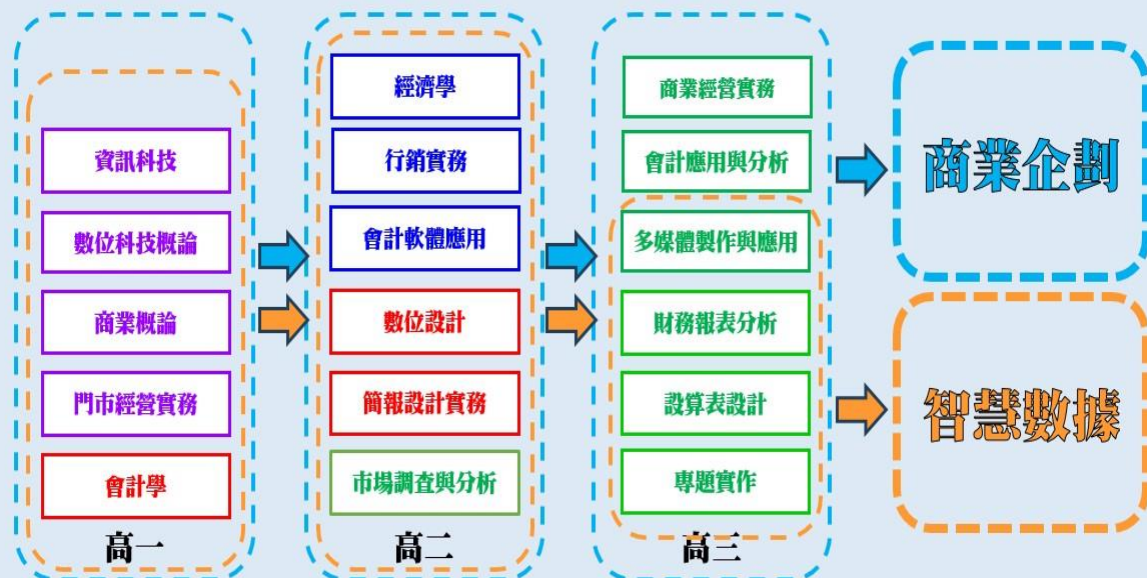 資訊科技
數位科技概論
商業概論
門市經營實務
會計學
高一
經濟學
行銷實務
會計軟體應用
數位設計
簡報設計實務
市場調查與分析
高二
商業經營實務
會計應用與分析
多媒體製作與應用
財務報表分析
設算表設計
專題實作
高三
商業企劃
智慧數據